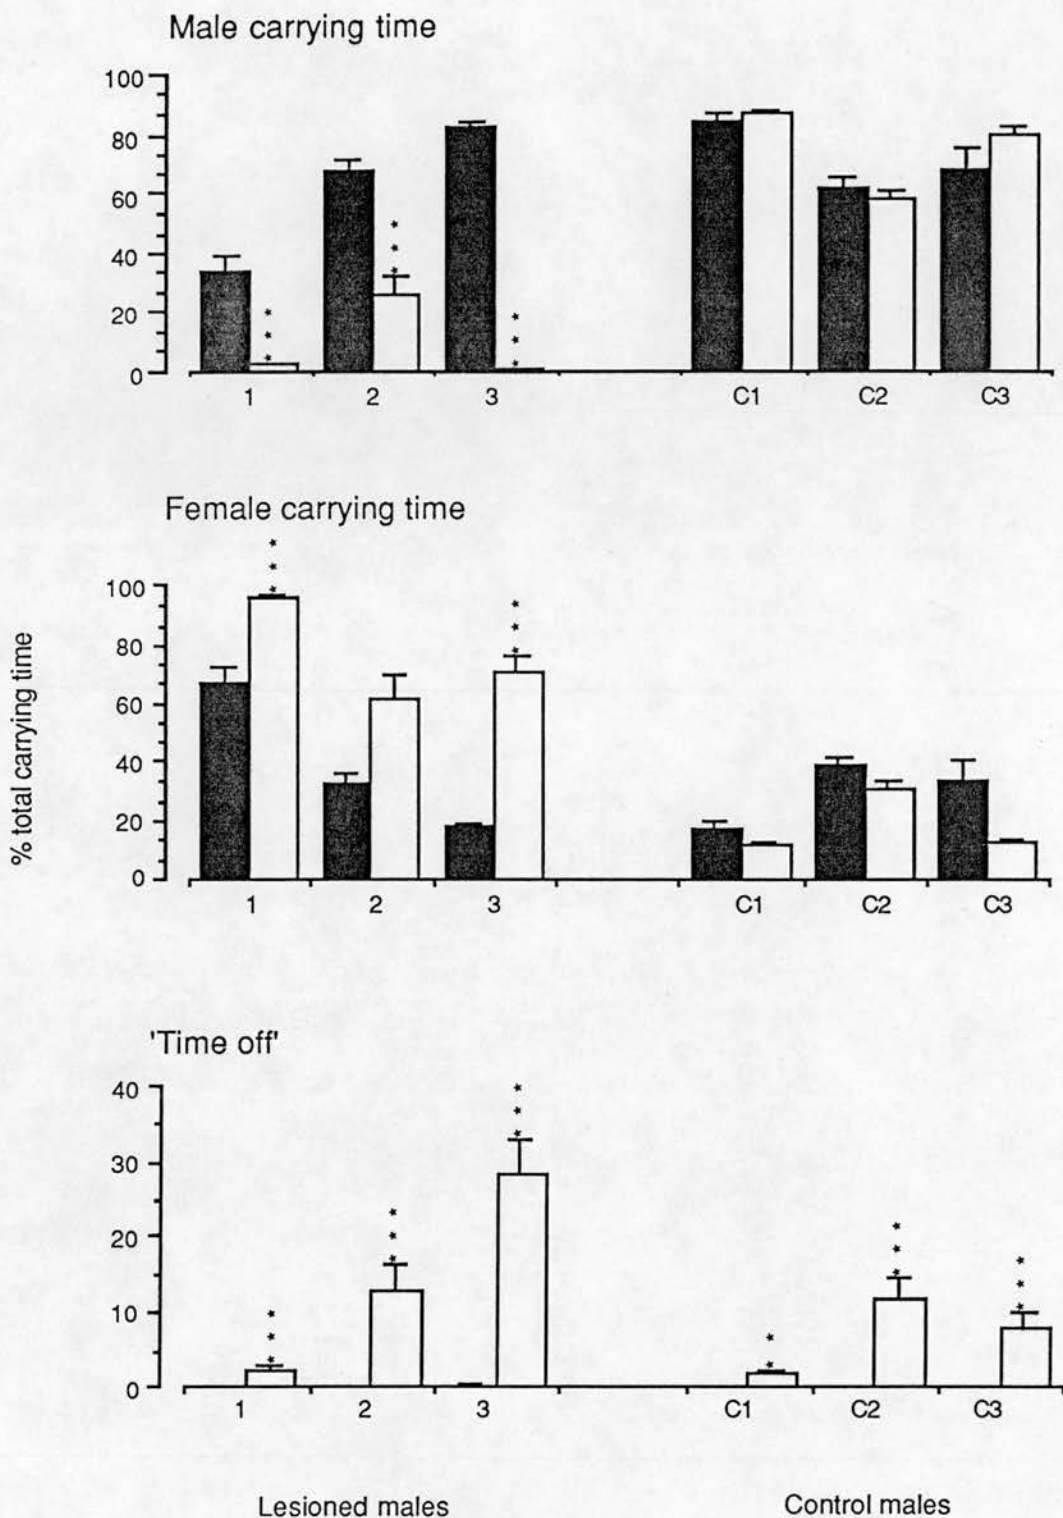 Male carrying time
100
80
60
40
20
0
* * *
* * *
* * *
1 2 3 C1 C2 C3
Female carrying time
% total carrying time
100
80
60
40
20
0
* * *
* * *
1 2 3 C1 C2 C3
'Time off'
40
30
20
10
0
* * *
* * *
* * *
* *
* * *
* * *
1 2 3 C1 C2 C3
Lesioned males Control males